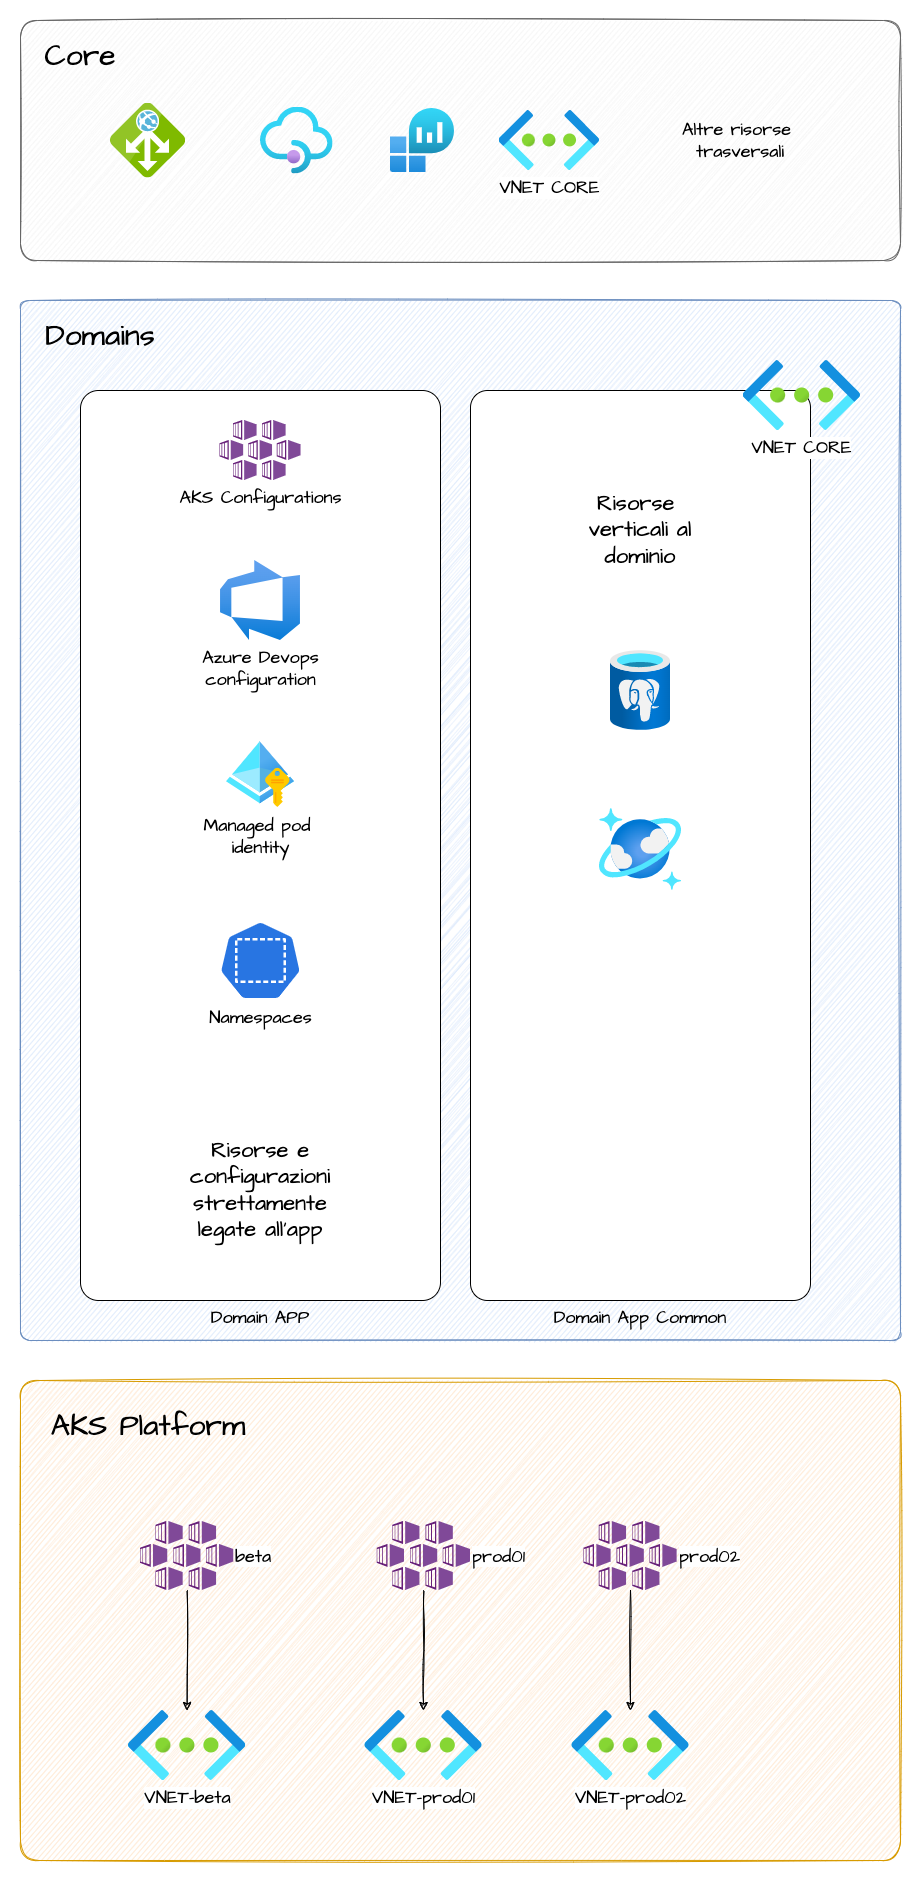 Core
VNET CORE
Altre risorse
trasversali
Domains
VNET CORE
AKS Configurations
Azure Devops
configuration
Managed pod
identity
Namespaces
Risorse e
configurazioni
strettamente
legate all'app
Domain APP
Risorse
verticali al
dominio
Domain App Common
AKS Platform
beta
prod01
prod02
VNET-beta
VNET-prod01
VNET-prod02